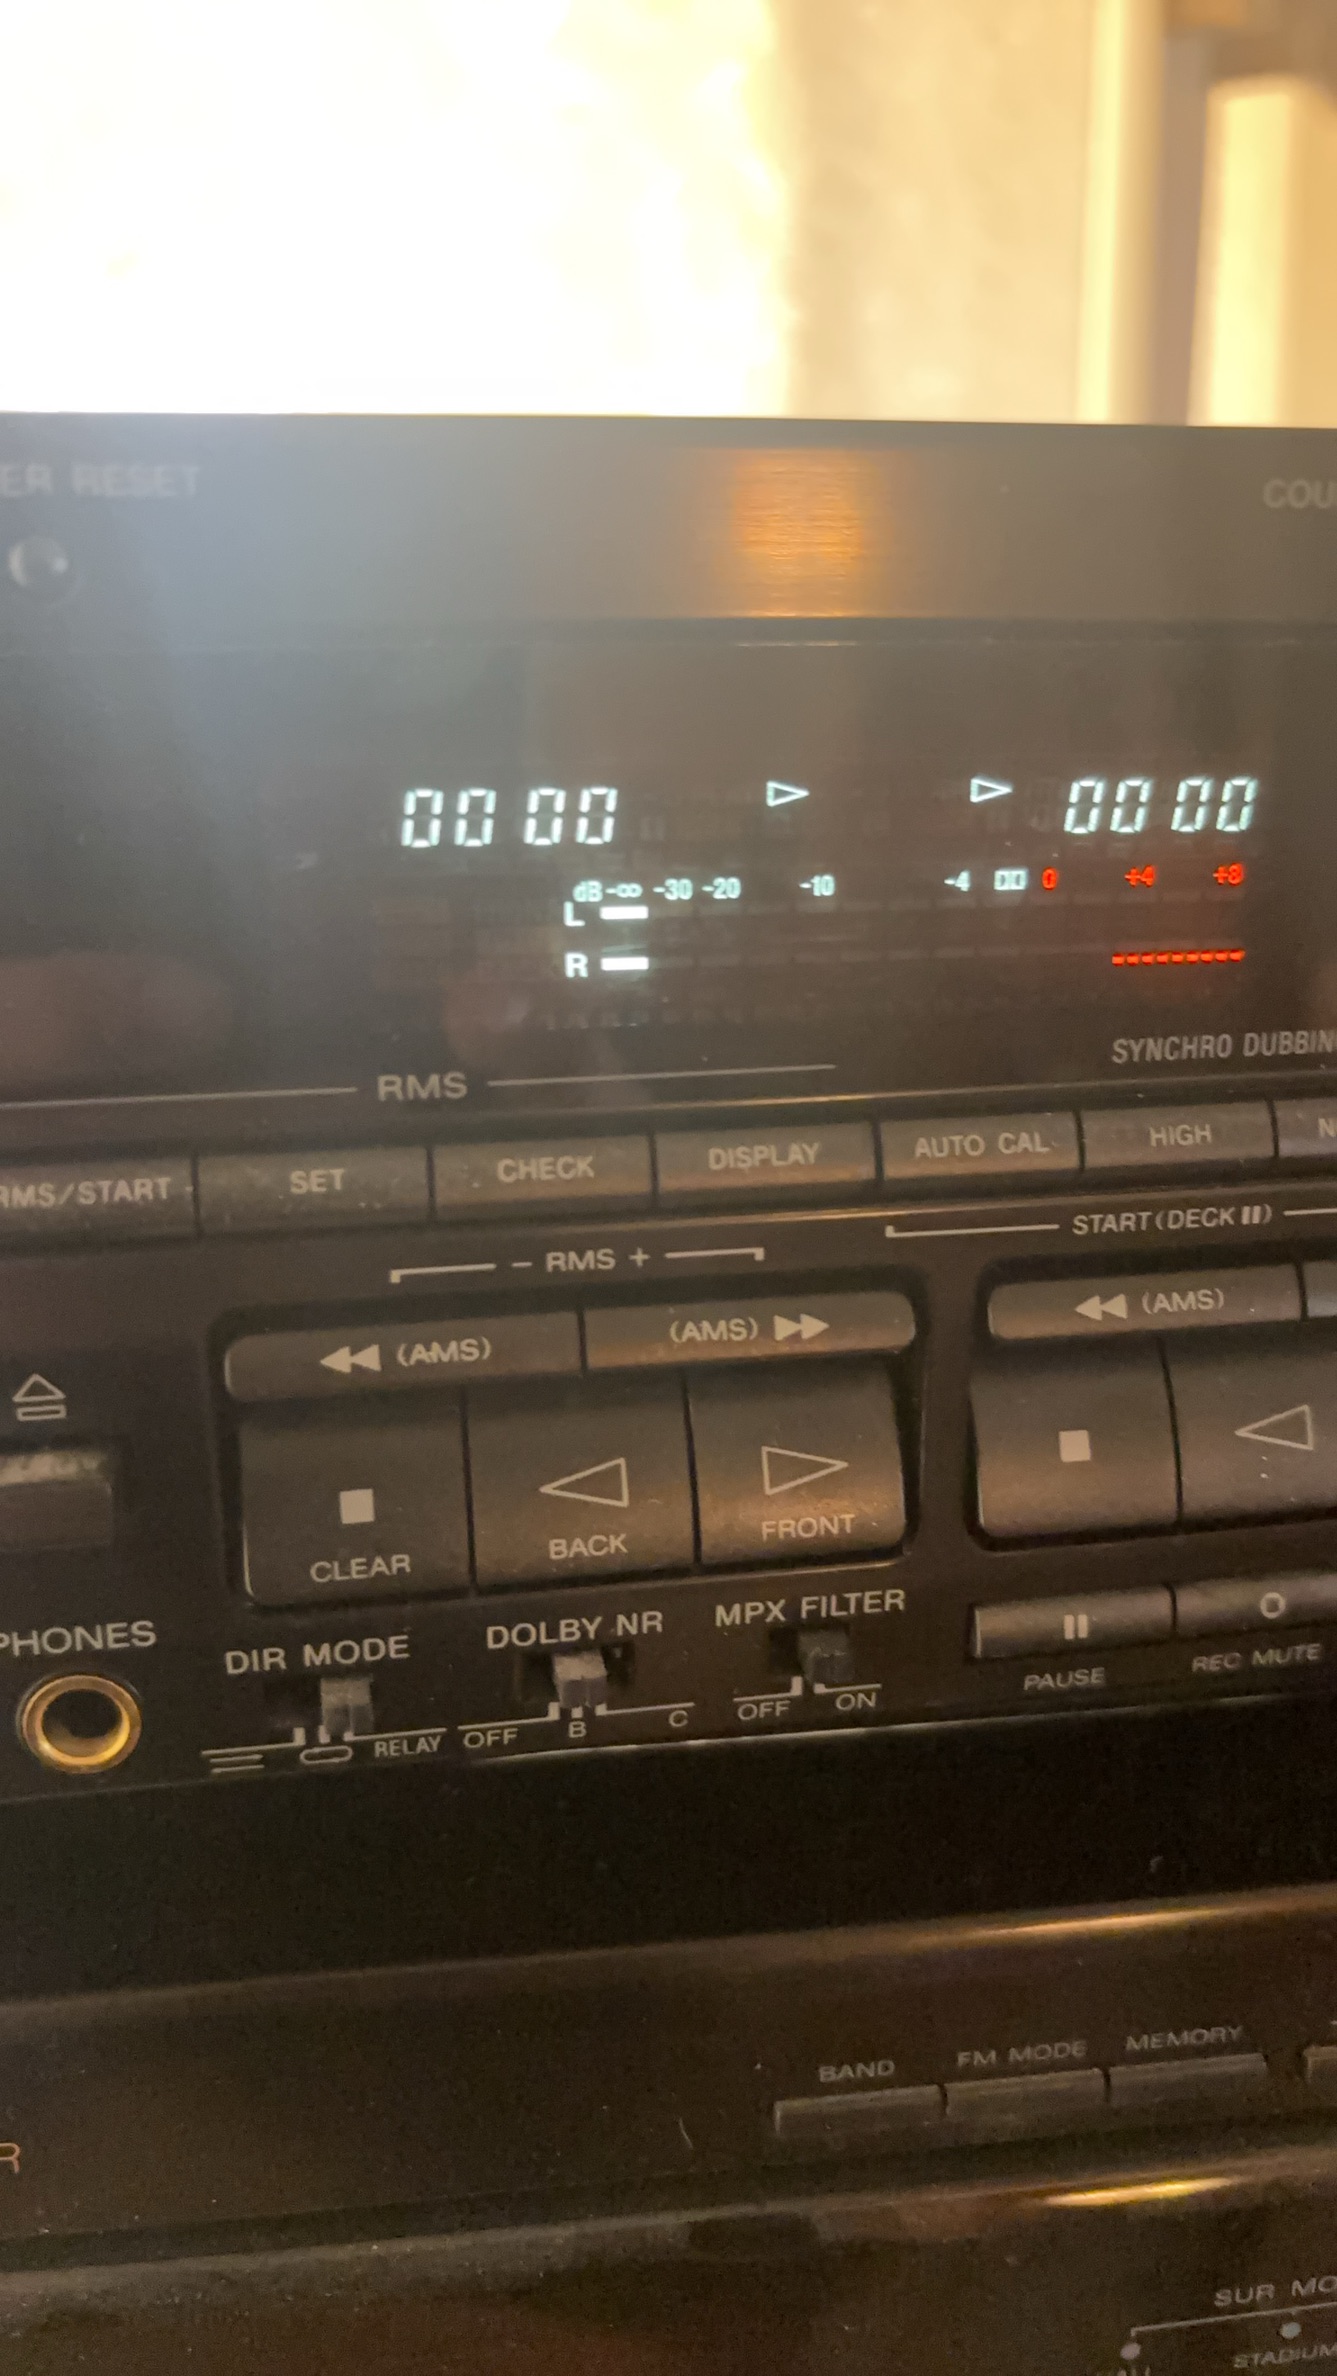 ER RESET
COU
00 00 00 00
dB -∞ -30 -20 -10 -4 0 +4 +8
L
R
SYNCHRO DUBBIN
RMS
RMS/START SET CHECK DISPLAY AUTO CAL HIGH N
- RMS + START (DECK II)
(AMS) (AMS) (AMS)
CLEAR BACK FRONT
PHONES DIR MODE DOLBY NR MPX FILTER
PAUSE REC MUTE
RELAY OFF B C OFF ON
BAND FM MODE MEMORY
R
SUR MO
STADIUM